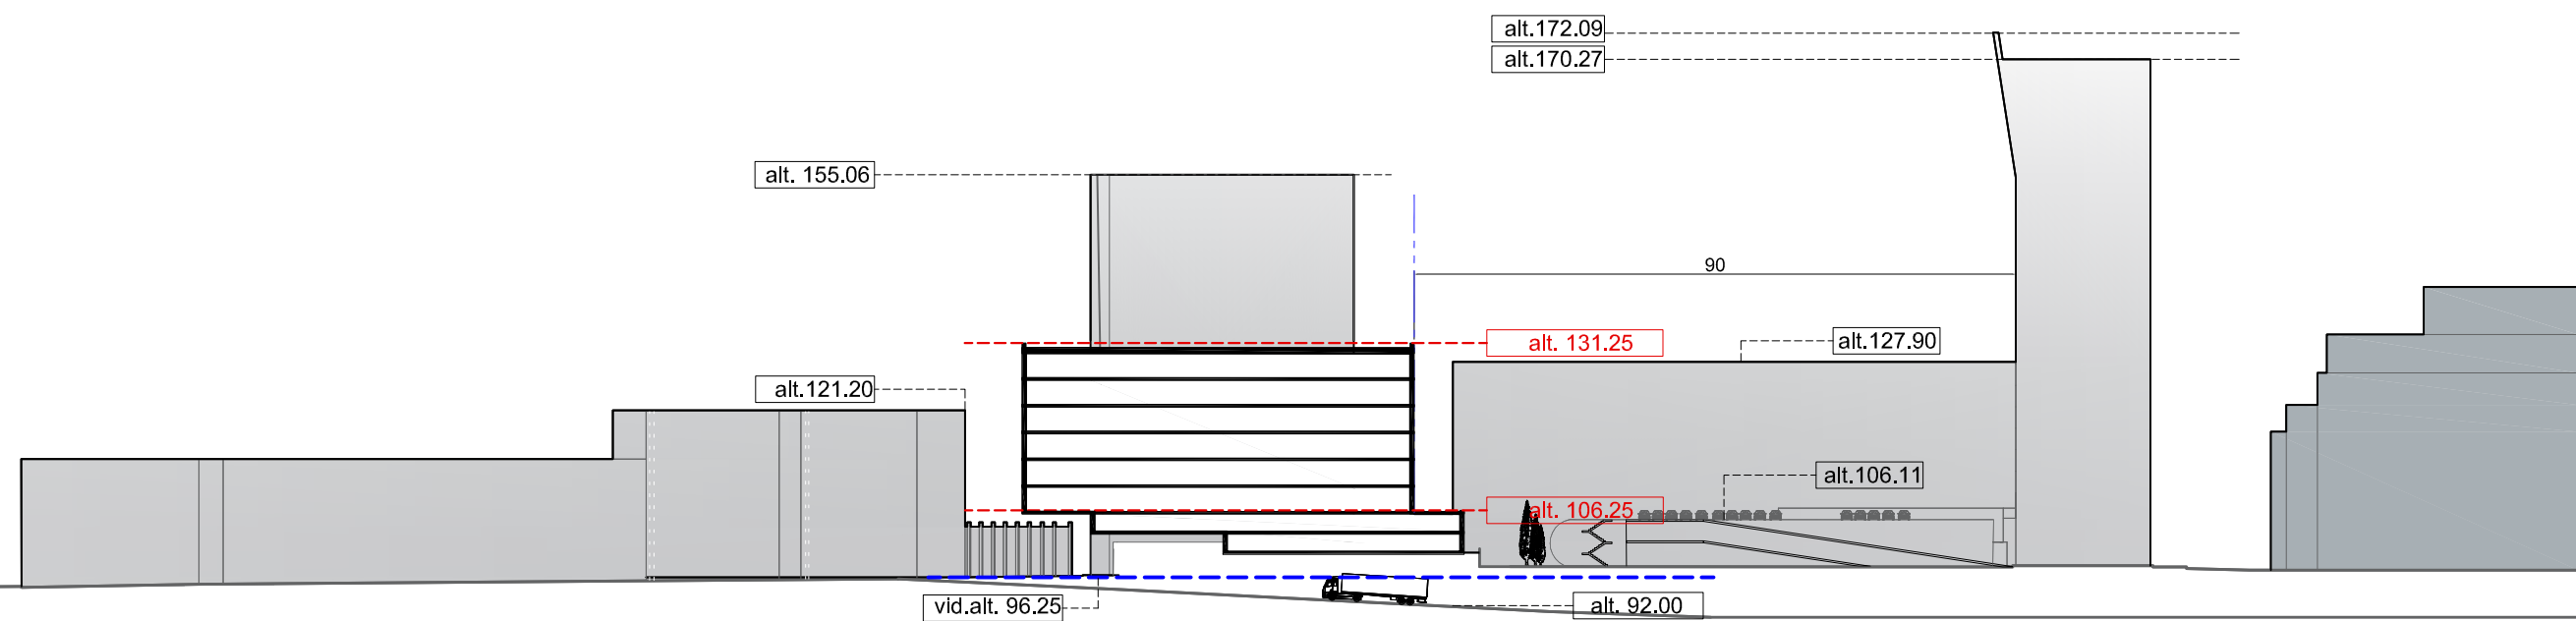 alt.172.09
alt.170.27
alt. 155.06
90
alt. 131.25
alt.127.90
alt.121.20
alt.106.11
alt. 106.25
vid.alt. 96.25
alt. 92.00